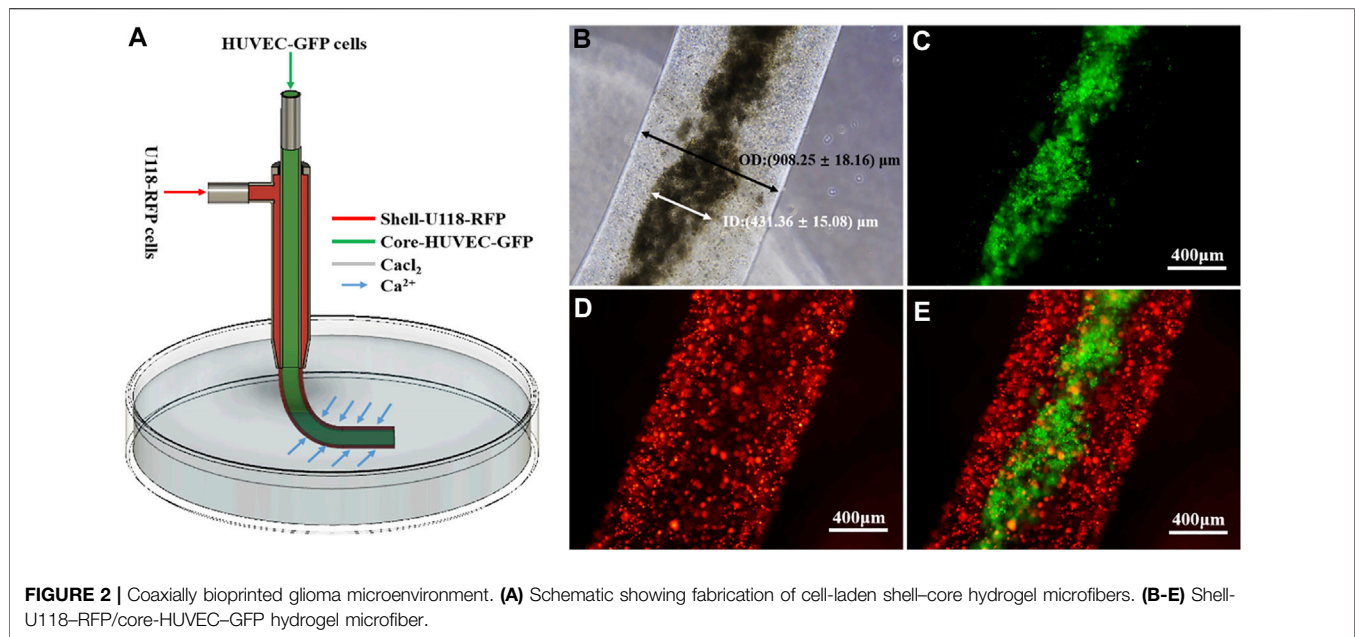 A
HUVEC-GFP cells
U118-RFP cells
Shell-U118-RFP
Core-HUVEC-GFP
Cacl₂
Ca²⁺
B
OD:(908.25 ± 18.16) μm
ID:(431.36 ± 15.08) μm
C
400μm
D
400μm
E
400μm
FIGURE 2 | Coaxially bioprinted glioma microenvironment. (A) Schematic showing fabrication of cell-laden shell–core hydrogel microfibers. (B-E) Shell-
U118–RFP/core-HUVEC–GFP hydrogel microfiber.